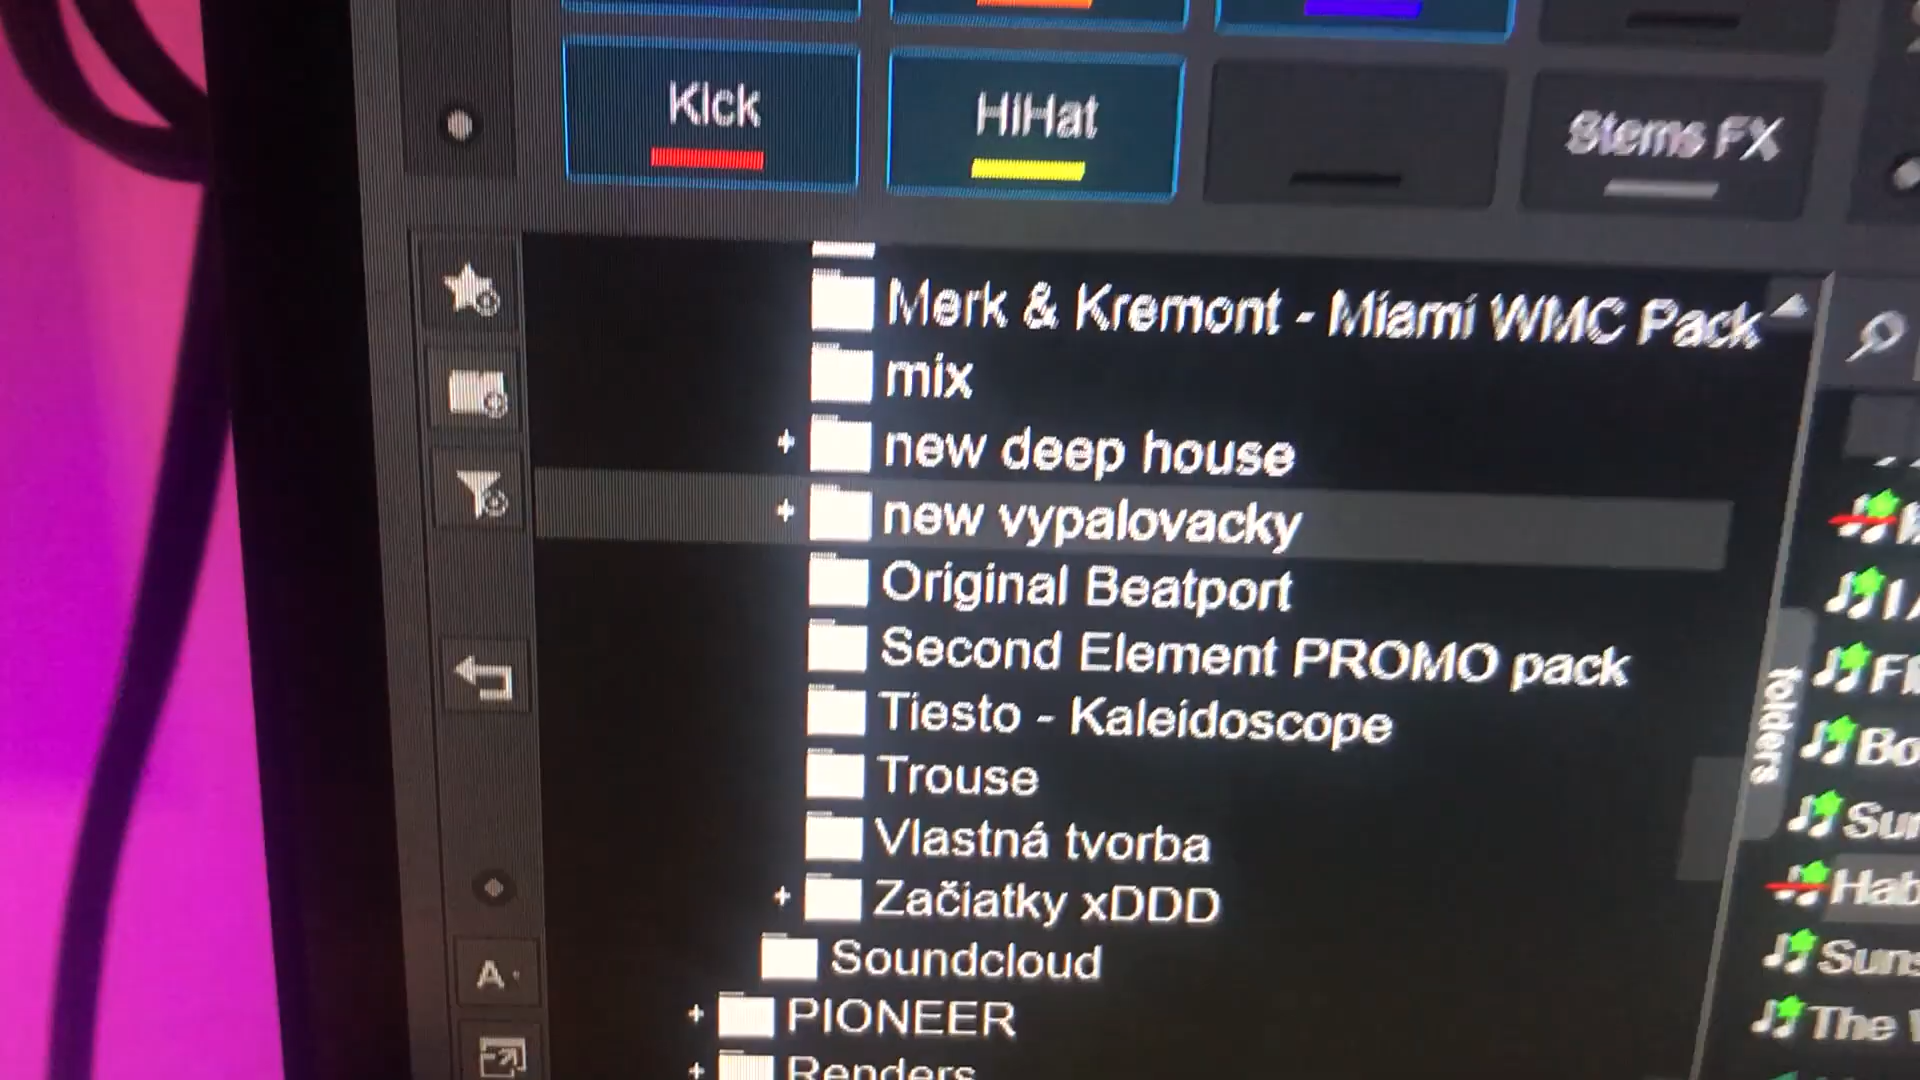 Kick
HiHat
Stems FX
Merk & Kremont - Miami WMC Pack
mix
new deep house
new vypalovacky
Original Beatport
Second Element PROMO pack
Tiesto - Kaleidoscope
Trouse
Vlastná tvorba
Začiatky xDDD
Soundcloud
PIONEER
Renders
folders
A
The